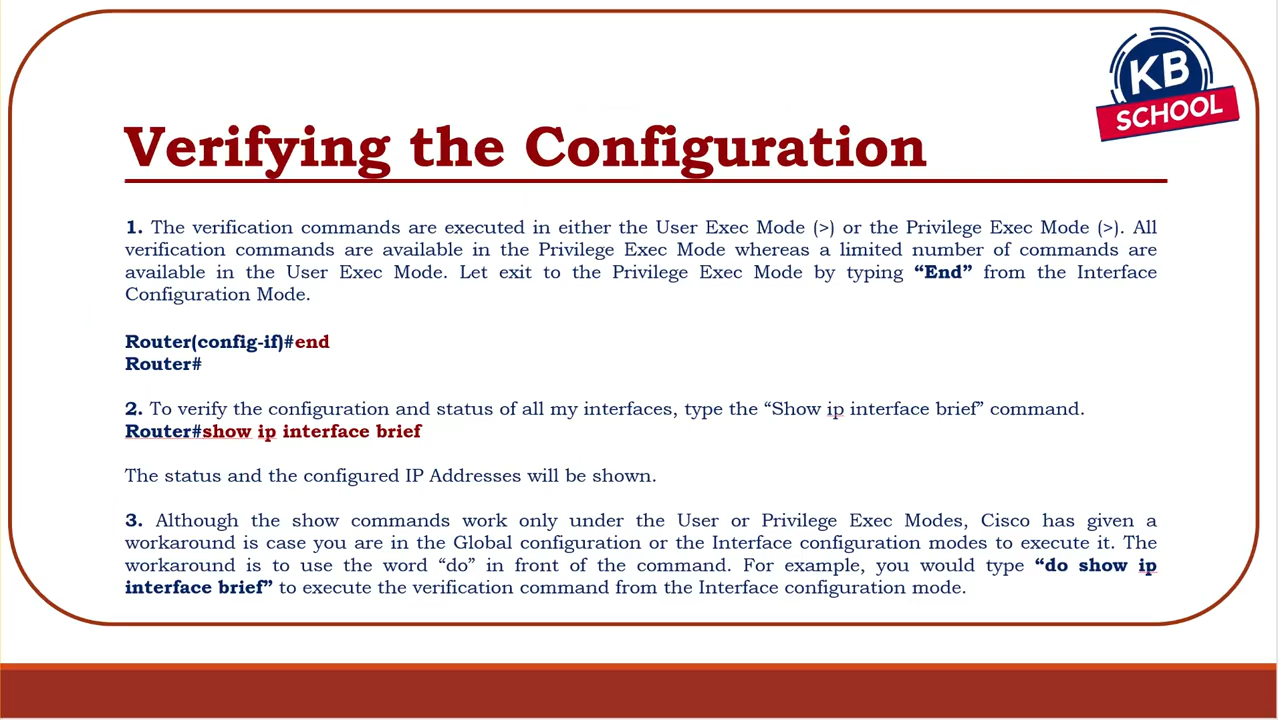 KB
SCHOOL
Verifying the Configuration
1. The verification commands are executed in either the User Exec Mode (>) or the Privilege Exec Mode (>). All
verification commands are available in the Privilege Exec Mode whereas a limited number of commands are
available in the User Exec Mode. Let exit to the Privilege Exec Mode by typing “End” from the Interface
Configuration Mode.
Router(config-if)#end
Router#
2. To verify the configuration and status of all my interfaces, type the “Show ip interface brief” command.
Router#show ip interface brief
The status and the configured IP Addresses will be shown.
3. Although the show commands work only under the User or Privilege Exec Modes, Cisco has given a
workaround is case you are in the Global configuration or the Interface configuration modes to execute it. The
workaround is to use the word “do” in front of the command. For example, you would type “do show ip
interface brief” to execute the verification command from the Interface configuration mode.